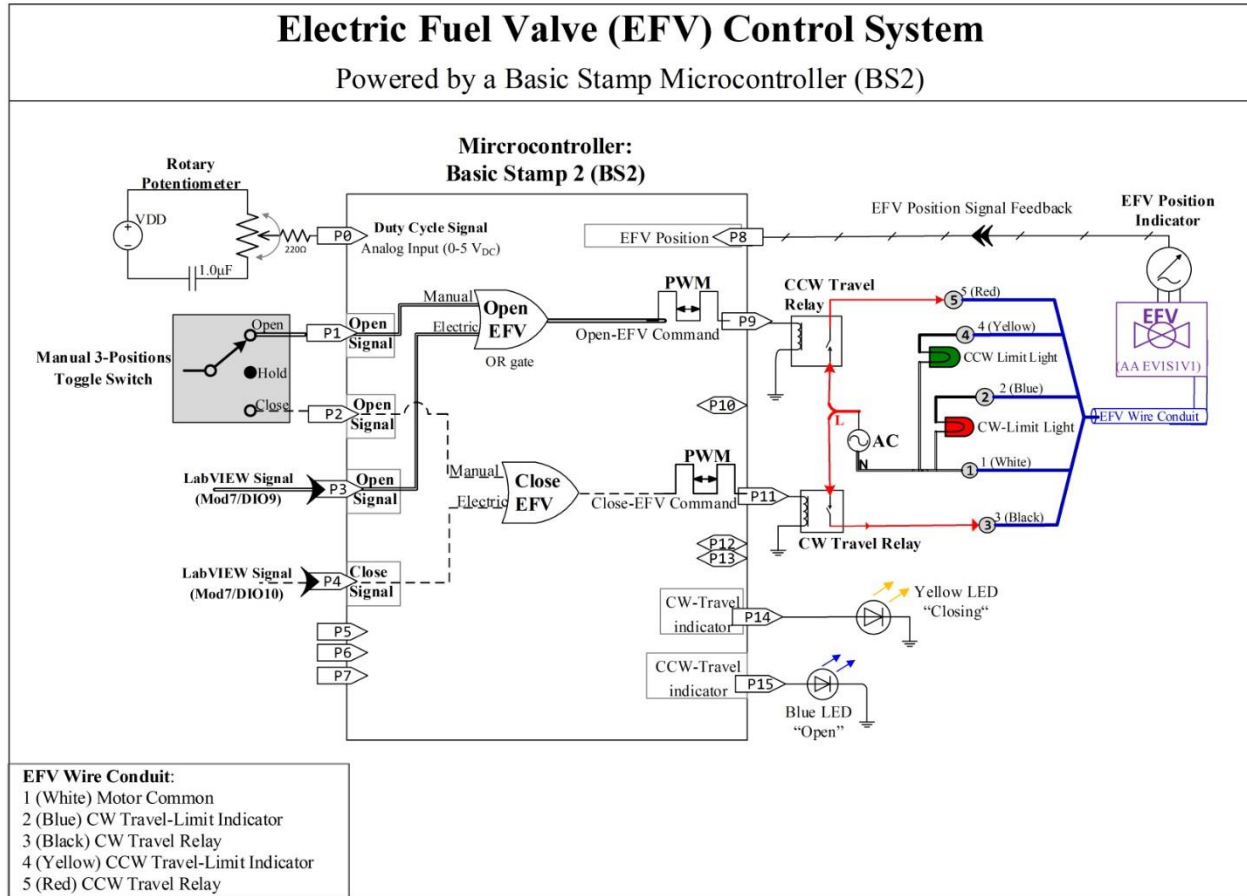 Electric Fuel Valve (EFV) Control System
Powered by a Basic Stamp Microcontroller (BS2)
Mircrocontroller:
Basic Stamp 2 (BS2)
Rotary
Potentiometer
VDD
220Ω
1.0µF
P0
Duty Cycle Signal
Analog Input (0-5 VDC)
Manual 3-Positions
Toggle Switch
Open
Hold
Close
P1
Open
Signal
P2
Open
Signal
LabVIEW Signal
(Mod7/DIO9)
P3
Open
Signal
LabVIEW Signal
(Mod7/DIO10)
P4
Close
Signal
P5
P6
P7
Manual
Electric
Open
EFV
OR gate
Manual
Electric
Close
EFV
PWM
Open-EFV Command
PWM
Close-EFV Command
EFV Position
P8
P9
P10
P11
P12
P13
CW-Travel
indicator
P14
CCW-Travel
indicator
P15
EFV Position Signal Feedback
EFV Position
Indicator
EFV
(AA EV1S1V1)
EFV Wire Conduit
CCW Travel
Relay
CW Travel Relay
L
AC
N
5
5 (Red)
4
4 (Yellow)
CCW Limit Light
2
2 (Blue)
CW-Limit Light
1
1 (White)
3
3 (Black)
Yellow LED
“Closing“
Blue LED
“Open”
EFV Wire Conduit:
1 (White) Motor Common
2 (Blue) CW Travel-Limit Indicator
3 (Black) CW Travel Relay
4 (Yellow) CCW Travel-Limit Indicator
5 (Red) CCW Travel Relay